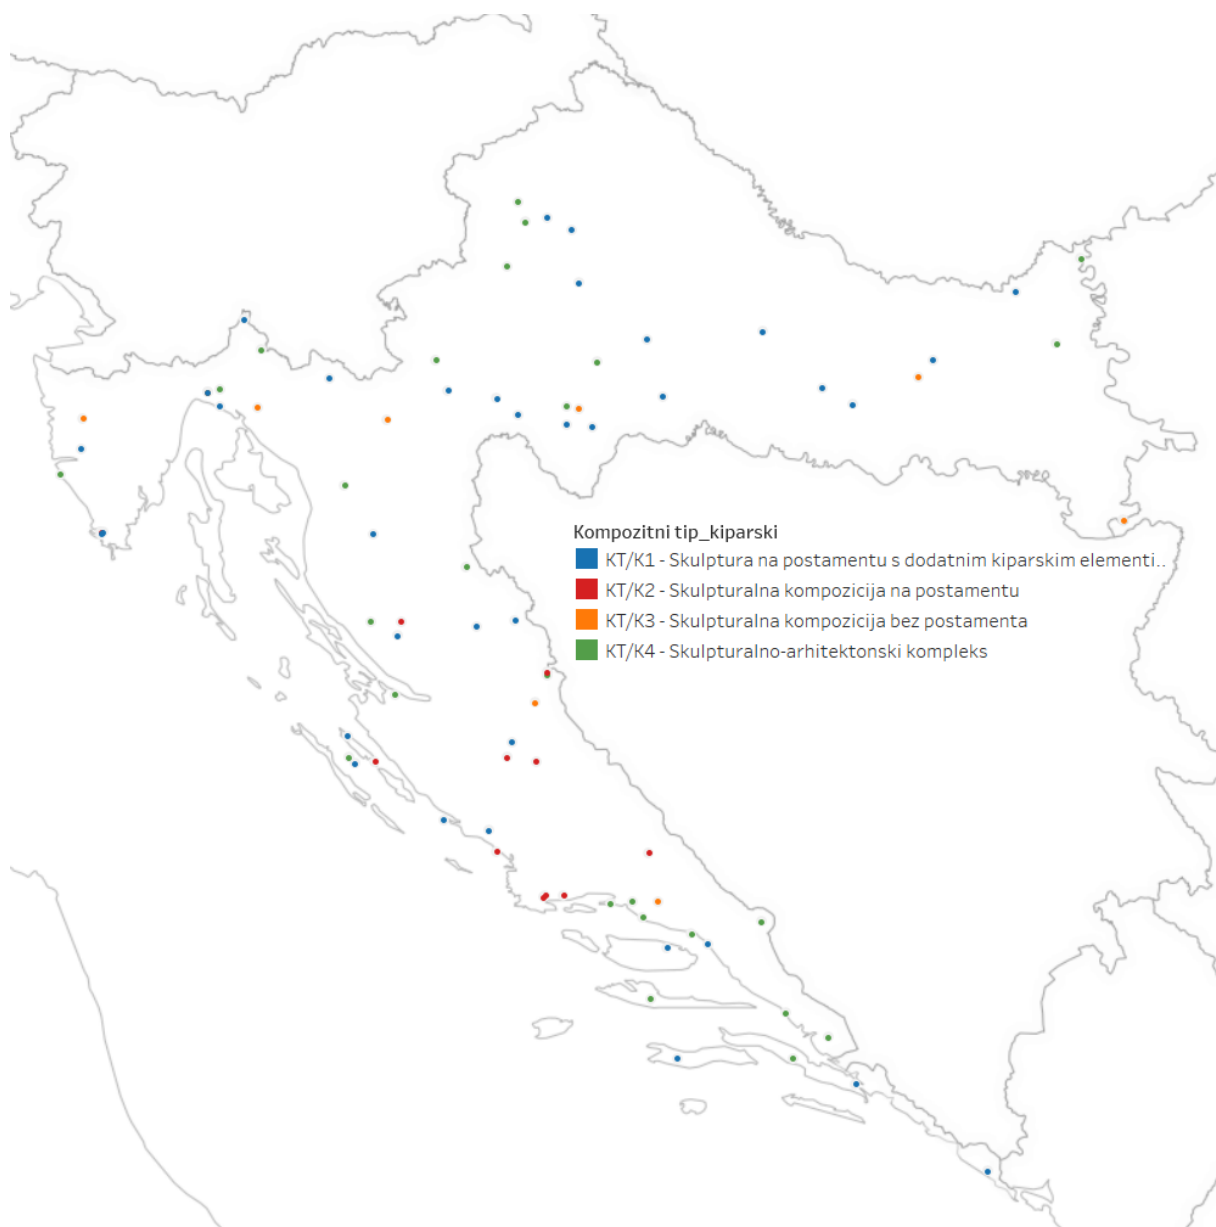 Kompozitni tip_kiparski
KT/K1 - Skulptura na postamentu s dodatnim kiparskim elementi..
KT/K2 - Skulpturalna kompozicija na postamentu
KT/K3 - Skulpturalna kompozicija bez postamenta
KT/K4 - Skulpturalno-arhitektonski kompleks